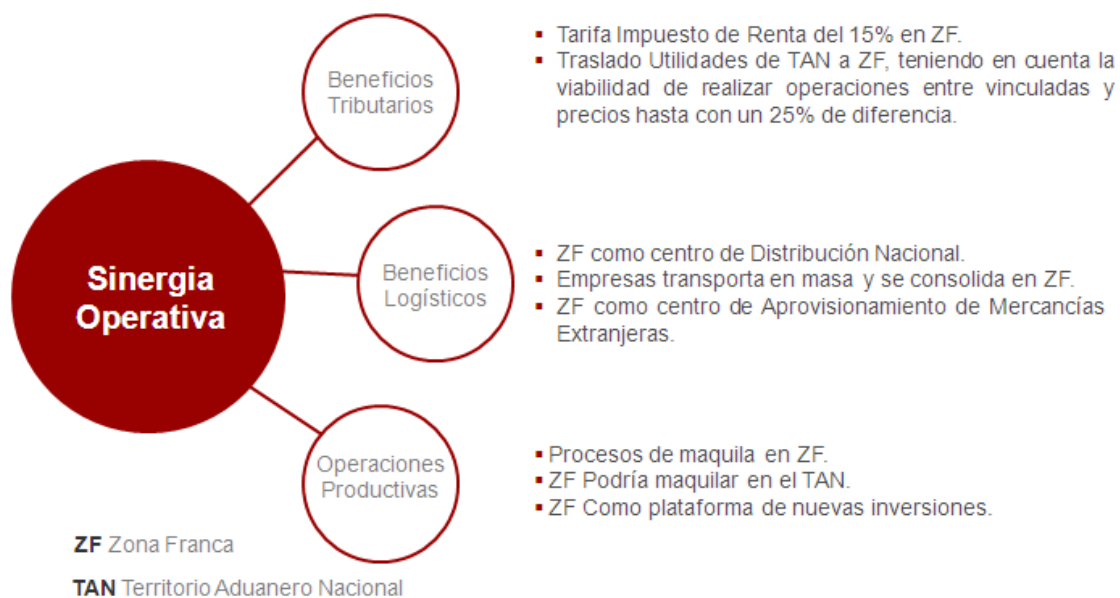 Beneficios
Tributarios
▪ Tarifa Impuesto de Renta del 15% en ZF.
▪ Traslado Utilidades de TAN a ZF, teniendo en cuenta la
viabilidad de realizar operaciones entre vinculadas y
precios hasta con un 25% de diferencia.
Sinergia
Operativa
Beneficios
Logísticos
▪ ZF como centro de Distribución Nacional.
▪ Empresas transporta en masa y se consolida en ZF.
▪ ZF como centro de Aprovisionamiento de Mercancías
Extranjeras.
Operaciones
Productivas
▪ Procesos de maquila en ZF.
▪ ZF Podría maquilar en el TAN.
▪ ZF Como plataforma de nuevas inversiones.
ZF Zona Franca
TAN Territorio Aduanero Nacional